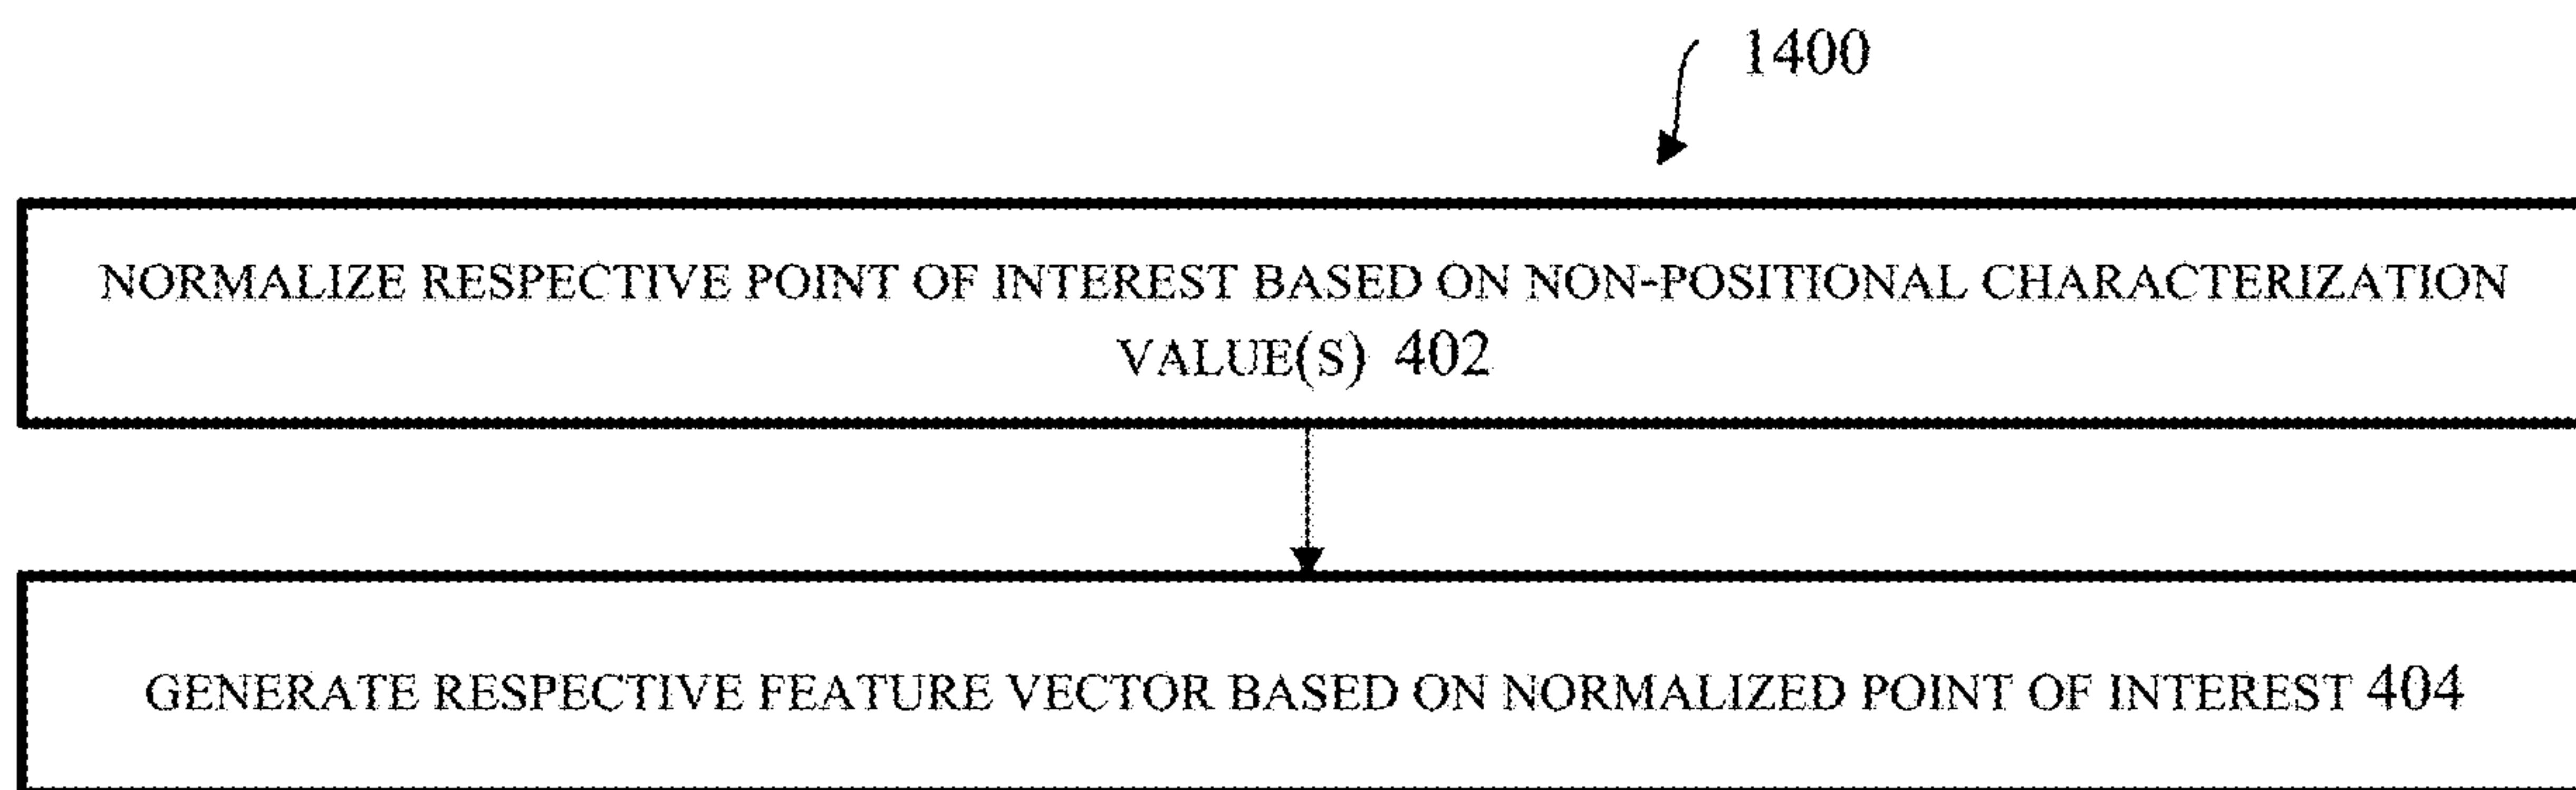 1400
NORMALIZE RESPECTIVE POINT OF INTEREST BASED ON NON-POSITIONAL CHARACTERIZATION
VALUE(S) 402
GENERATE RESPECTIVE FEATURE VECTOR BASED ON NORMALIZED POINT OF INTEREST 404